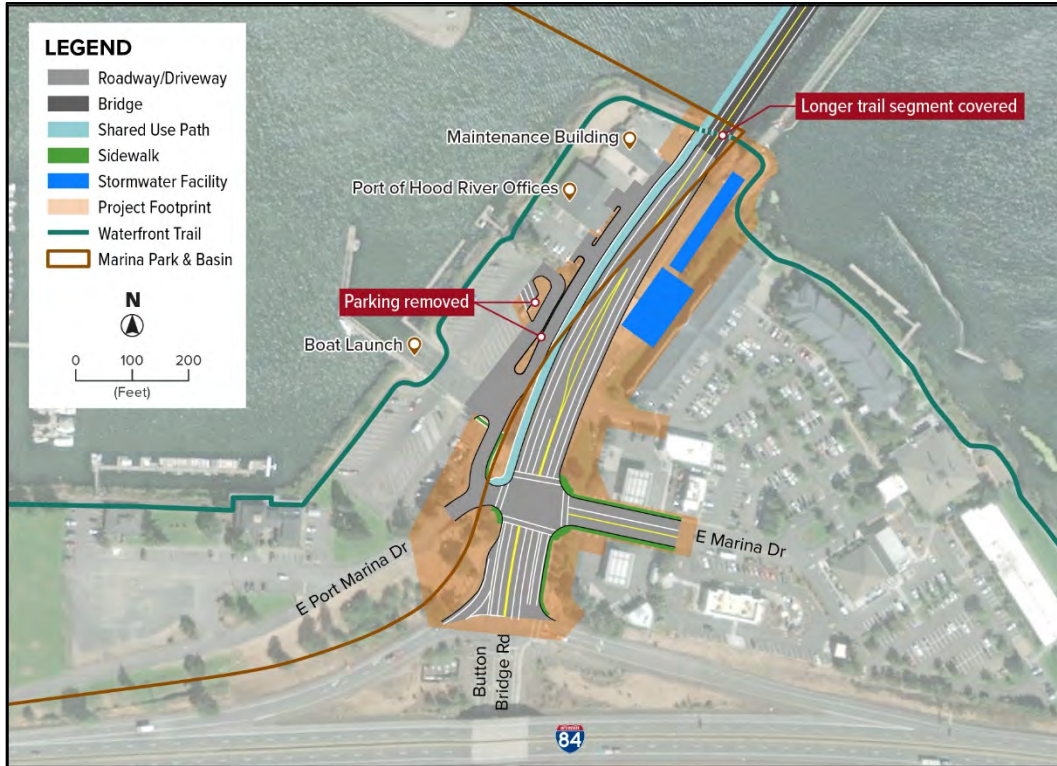 LEGEND
Roadway/Driveway
Bridge
Shared Use Path
Sidewalk
Stormwater Facility
Project Footprint
Waterfront Trail
Marina Park & Basin
N
0 100 200
(Feet)
Longer trail segment covered
Maintenance Building
Port of Hood River Offices
Parking removed
Boat Launch
E Marina Dr
E Port Marina Dr
Button
Bridge Rd
84